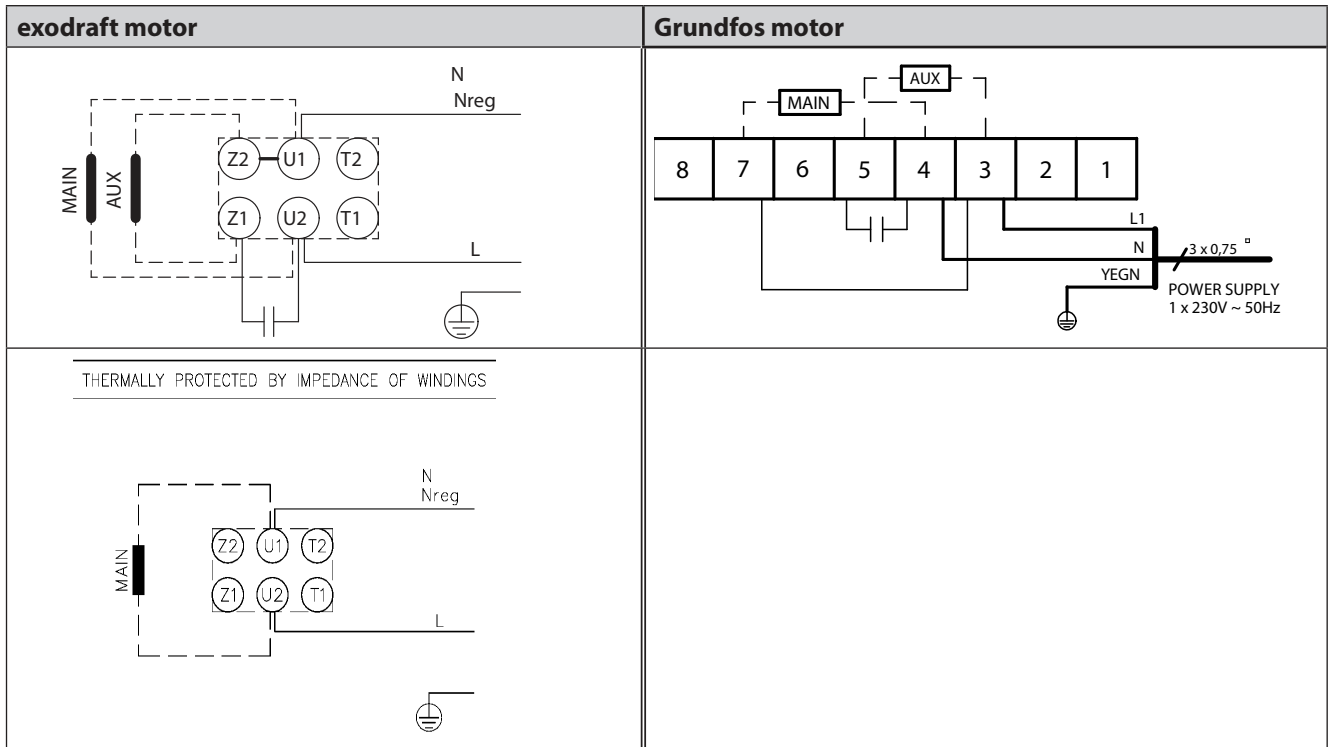 exodraft motor
Grundfos motor
N
Nreg
MAIN
AUX
Z2 U1 T2
Z1 U2 T1
L
AUX
MAIN
8 7 6 5 4 3 2 1
L1
N
3 x 0,75 ¤
YEGN
POWER SUPPLY
1 x 230V ~ 50Hz
THERMALLY PROTECTED BY IMPEDANCE OF WINDINGS
N
Nreg
MAIN
Z2 U1 T2
Z1 U2 T1
L